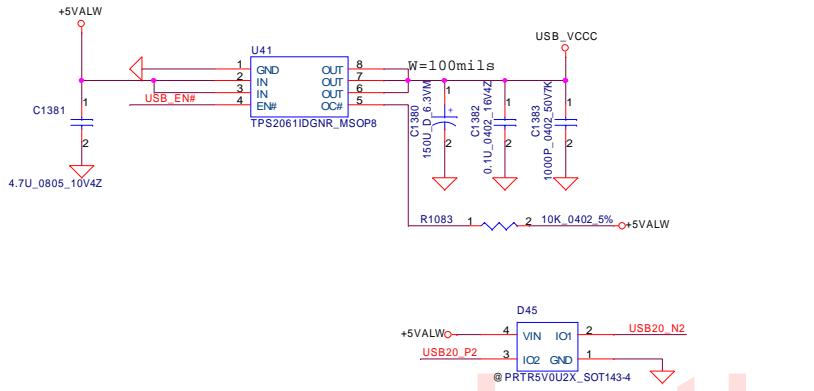 +5VALW
USB_VCCC
U41
W=100mils
1 GND OUT 8
2 IN OUT 7
3 IN OUT 6
USB_EN# 4 EN# OC# 5
TPS2061IDGNR_MSOP8
C1381
1
2
4.7U_0805_10V4Z
C1380
150U_D_6.3VM
1
+
2
C1382
0.1U_0402_16V4Z
1
2
C1383
1000P_0402_50V7K
1
2
R1083 1 2 10K_0402_5% +5VALW
D45
+5VALW 4 VIN IO1 2 USB20_N2
USB20_P2 3 IO2 GND 1
@PRTR5V0U2X_SOT143-4